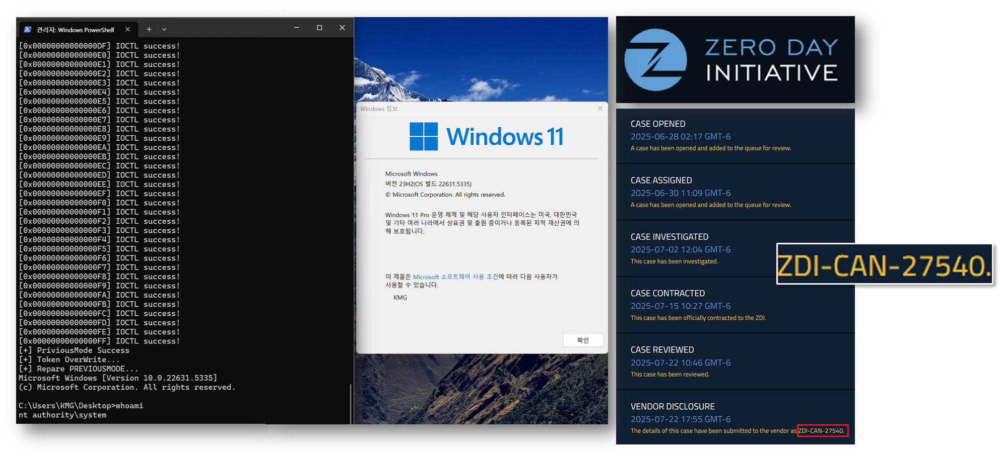 관리자: Windows PowerShell
[0x00000000000000DF] IOCTL success!
[0x00000000000000E0] IOCTL success!
[0x00000000000000E1] IOCTL success!
[0x00000000000000E2] IOCTL success!
[0x00000000000000E3] IOCTL success!
[0x00000000000000E4] IOCTL success!
[0x00000000000000E5] IOCTL success!
[0x00000000000000E6] IOCTL success!
[0x00000000000000E7] IOCTL success!
[0x00000000000000E8] IOCTL success!
[0x00000000000000E9] IOCTL success!
[0x00000000000000EA] IOCTL success!
[0x00000000000000EB] IOCTL success!
[0x00000000000000EC] IOCTL success!
[0x00000000000000ED] IOCTL success!
[0x00000000000000EE] IOCTL success!
[0x00000000000000EF] IOCTL success!
[0x00000000000000F0] IOCTL success!
[0x00000000000000F1] IOCTL success!
[0x00000000000000F2] IOCTL success!
[0x00000000000000F3] IOCTL success!
[0x00000000000000F4] IOCTL success!
[0x00000000000000F5] IOCTL success!
[0x00000000000000F6] IOCTL success!
[0x00000000000000F7] IOCTL success!
[0x00000000000000F8] IOCTL success!
[0x00000000000000F9] IOCTL success!
[0x00000000000000FA] IOCTL success!
[0x00000000000000FB] IOCTL success!
[0x00000000000000FC] IOCTL success!
[0x00000000000000FD] IOCTL success!
[0x00000000000000FE] IOCTL success!
[0x00000000000000FF] IOCTL success!
[+] PriviousMode Success
[+] Token OverWrite...
[+] Repare PREVIOUSMODE...
Microsoft Windows [Version 10.0.22631.5335]
(c) Microsoft Corporation. All rights reserved.
C:\Users\KMG\Desktop>whoami
nt authority\system
Windows 정보
Windows 11
Microsoft Windows
버전 23H2(OS 빌드 22631.5335)
© Microsoft Corporation. All rights reserved.
Windows 11 Pro 운영 체제 및 해당 사용자 인터페이스는 미국, 대한민국
및 기타 여러 나라에서 상표권 및 출원 중이거나 등록된 지적 재산권에 의
해 보호됩니다.
이 제품은 Microsoft 소프트웨어 사용 조건에 따라 다음 사용자가
사용할 수 있습니다.
KMG
확인
ZERO DAY
INITIATIVE
CASE OPENED
2025-06-28 02:17 GMT-6
A case has been opened and added to the queue for review.
CASE ASSIGNED
2025-06-30 11:09 GMT-6
A case has been opened and added to the queue for review.
CASE INVESTIGATED
2025-07-02 12:04 GMT-6
This case has been investigated.
ZDI-CAN-27540.
CASE CONTRACTED
2025-07-15 10:27 GMT-6
This case has been officially contracted to the ZDI.
CASE REVIEWED
2025-07-22 10:46 GMT-6
This case has been reviewed.
VENDOR DISCLOSURE
2025-07-22 17:55 GMT-6
The details of this case have been submitted to the vendor as ZDI-CAN-27540.